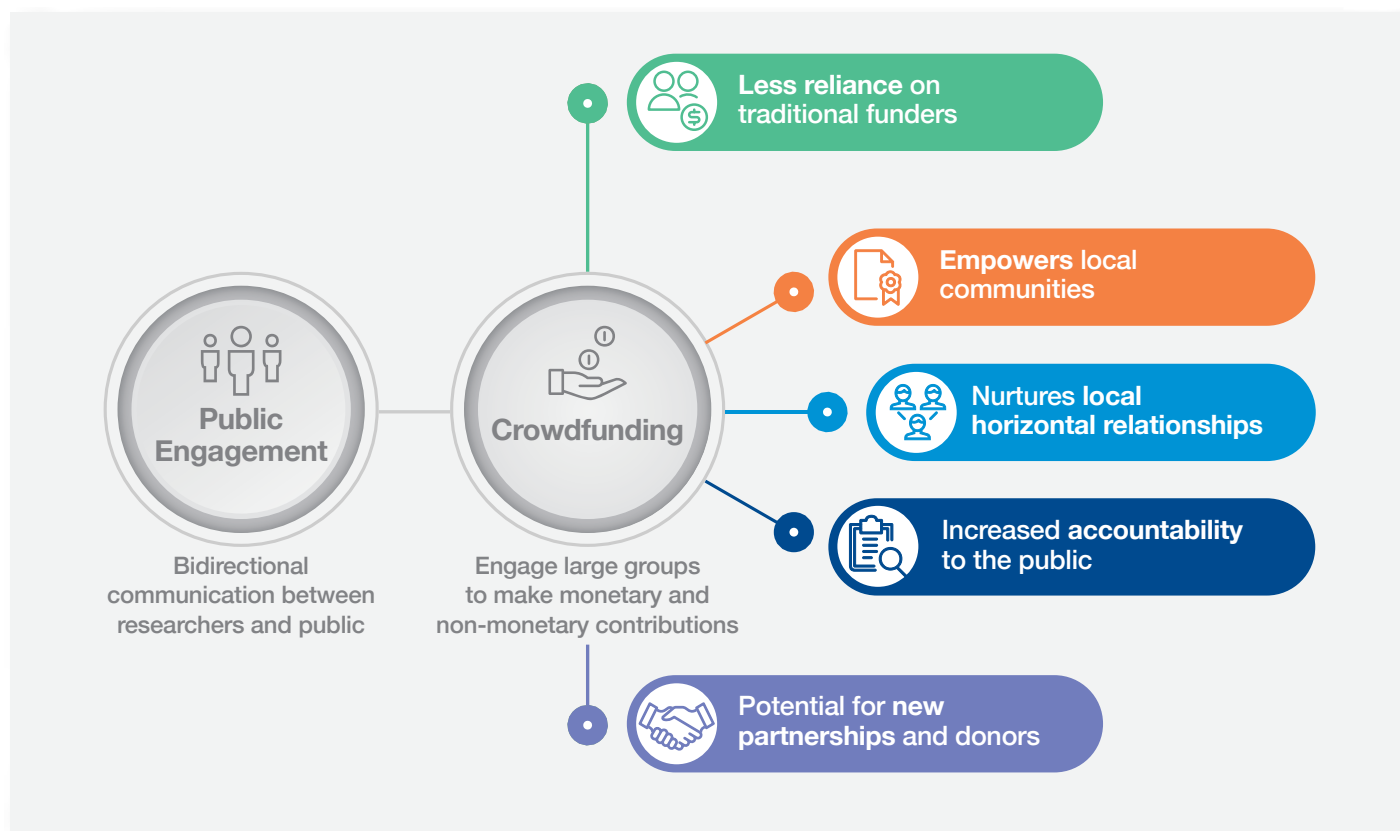 Less reliance on
traditional funders
Empowers local
communities
Public
Engagement
Crowdfunding
Nurtures local
horizontal relationships
Increased accountability
to the public
Bidirectional
communication between
researchers and public
Engage large groups
to make monetary and
non-monetary contributions
Potential for new
partnerships and donors